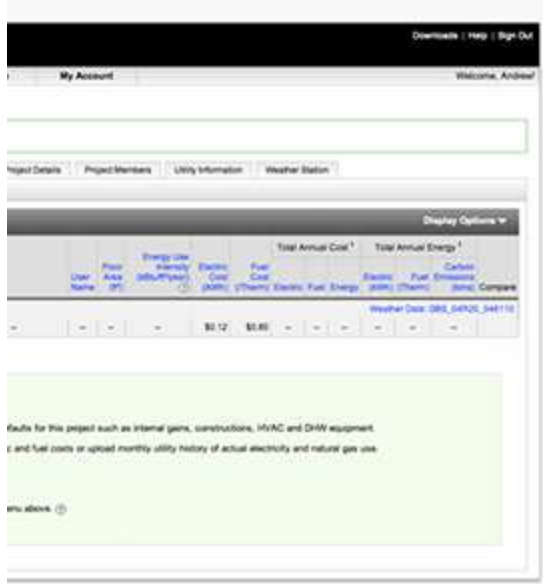 Downloads | Help | Sign Out
My Account
Welcome, Andrew!
Project Details Project Members Utility Information Weather Station
Display Options
Total Annual Cost ¹ Total Annual Energy ¹
User Name
Floor Area (ft²)
Energy Use Intensity (kBtu/ft²/year)
Electric Cost (/kWh)
Fuel Cost (/Therm)
Electric Fuel Energy
Electric (kWh)
Fuel (Therm)
Carbon Emissions (tons)
Compare
Weather Data:
-- -- -- -- $0.12 -- -- -- -- -- --
efaults for this project such as internal gains, constructions, HVAC and DHW equipment.
c and fuel costs or upload monthly utility history of actual electricity and natural gas use.
enu above.